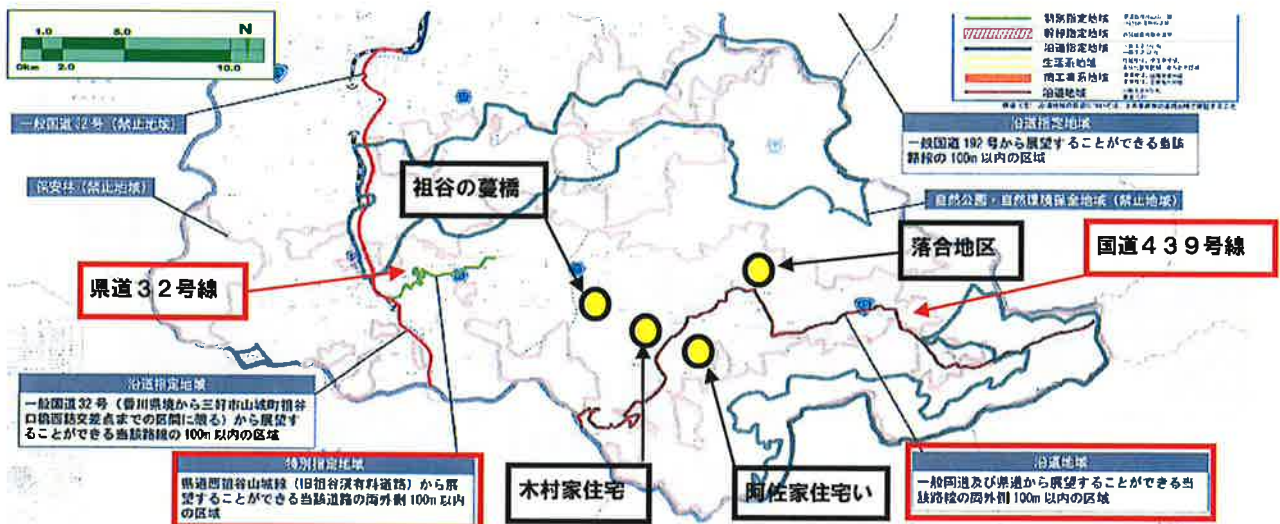 1.0 5.0 N
0km 2.0 10.0
特別指定地域
幹線指定地域
沿道指定地域
生活系地域
商工業系地域
沿道地域
一般国道32号（禁止地域）
沿道指定地域
一般国道192号から展望することができる当該
路線の100m以内の区域
祖谷の蔓橋
保安林（禁止地域）
自然公園・自然環境保全地域（禁止地域）
落合地区
国道４３９号線
県道３２号線
沿道指定地域
一般国道32号（香川県境から三好市山城町祖谷
口橋西詰交差点までの区間に限る）から展望す
ることができる当該路線の100m以内の区域
特別指定地域
県道西祖谷山城線（旧祖谷渓有料道路）から展
望することができる当該道路の両外側100m以内
の区域
木村家住宅
阿佐家住宅い
沿道地域
一般国道及び県道から展望することができる当
該路線の両外側100m以内の区域